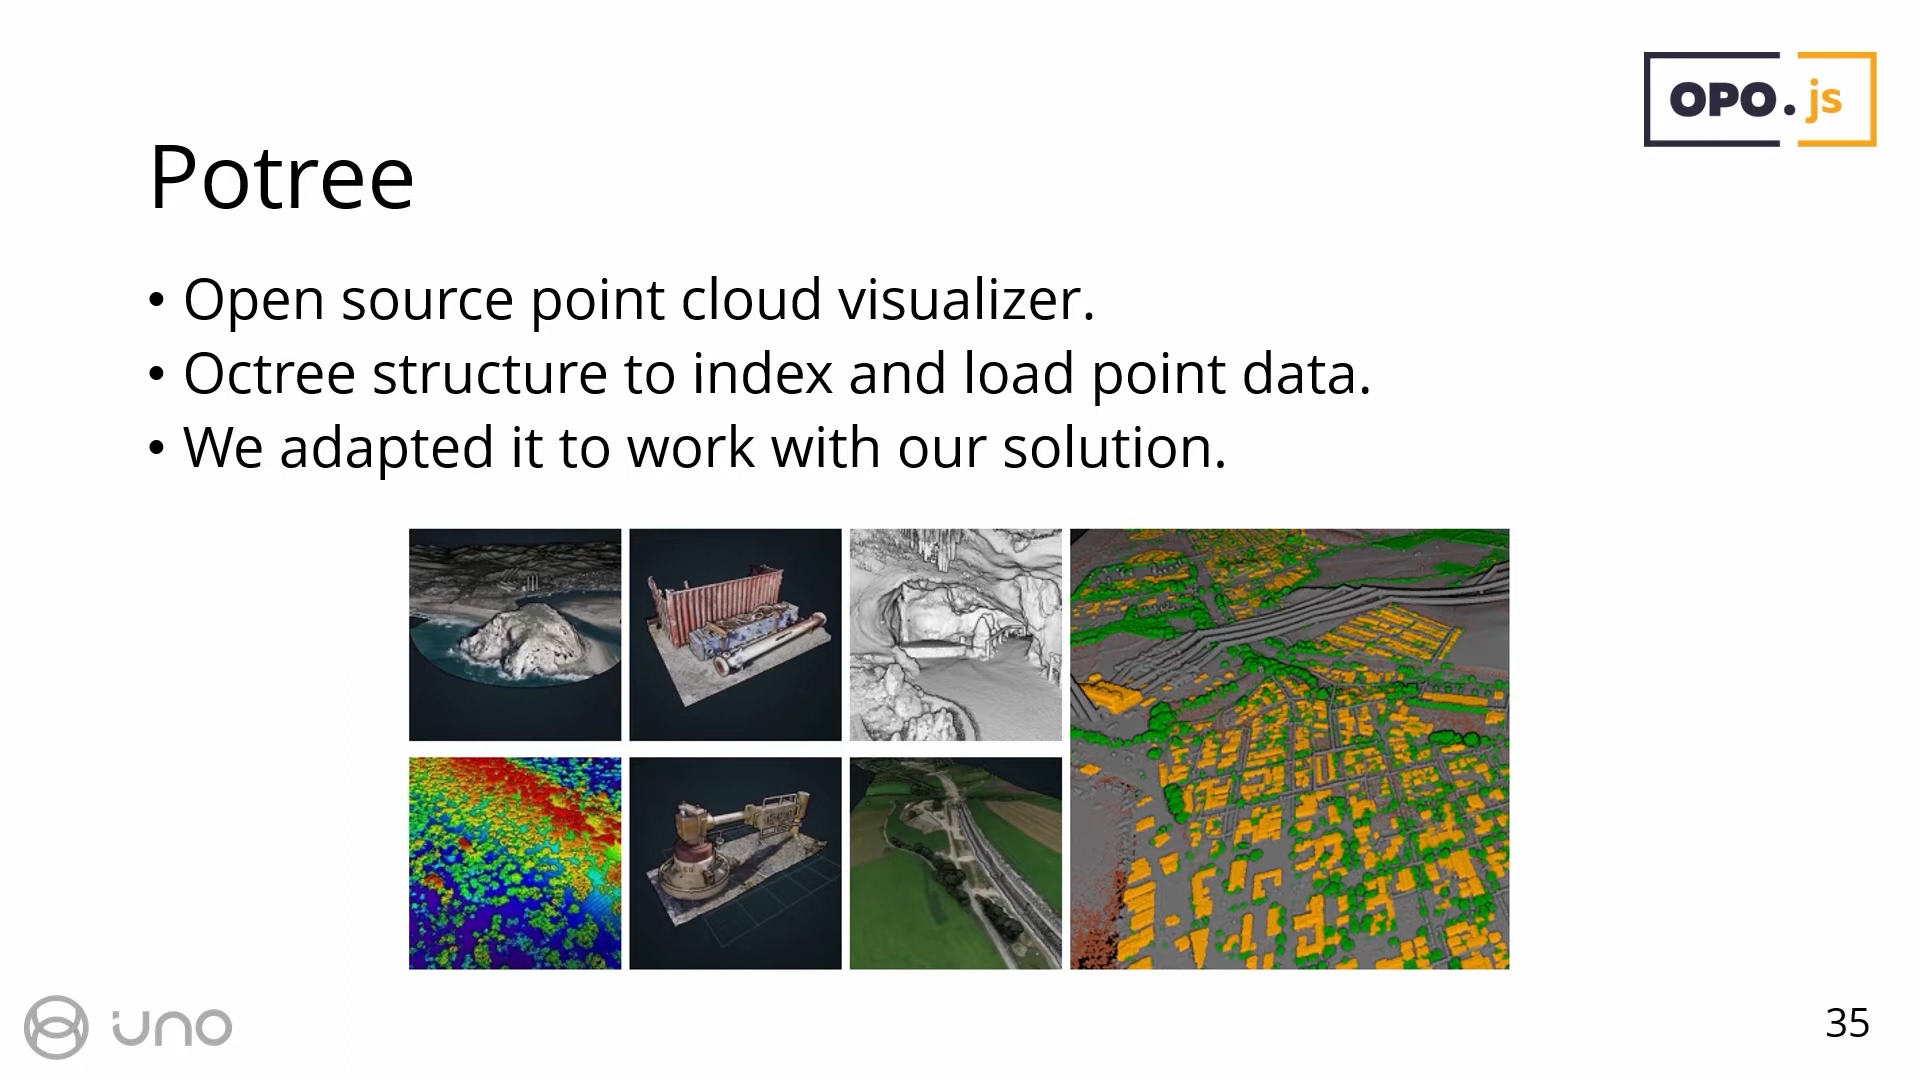 OPO.js
Potree
• Open source point cloud visualizer.
• Octree structure to index and load point data.
• We adapted it to work with our solution.
uno
35